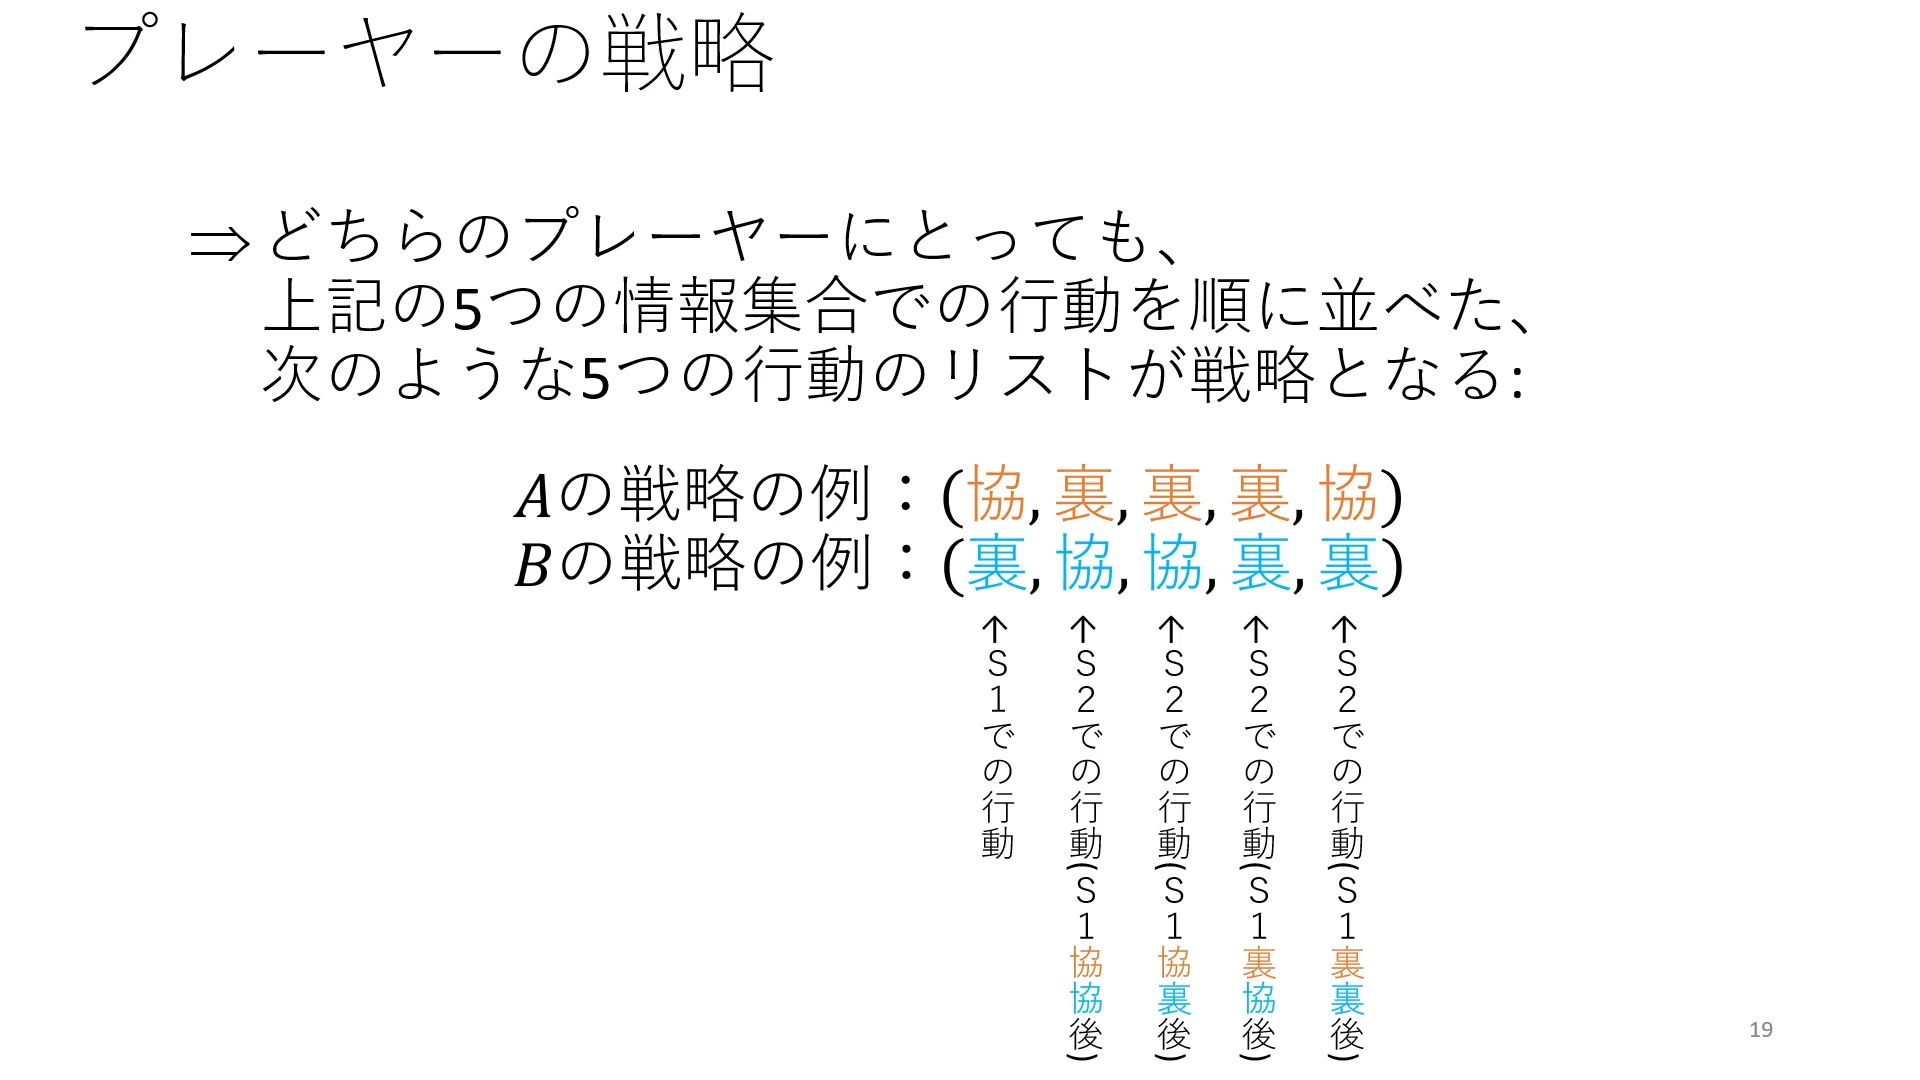 プレーヤーの戦略
⇒どちらのプレーヤーにとっても、
上記の5つの情報集合での行動を順に並べた、
次のような5つの行動のリストが戦略となる:
Aの戦略の例：(協, 裏, 裏, 裏, 協)
Bの戦略の例：(裏, 協, 協, 裏, 裏)
↑S1での行動
↑S2での行動(S1協協後)
↑S2での行動(S1協裏後)
↑S2での行動(S1裏協後)
↑S2での行動(S1裏裏後)
19